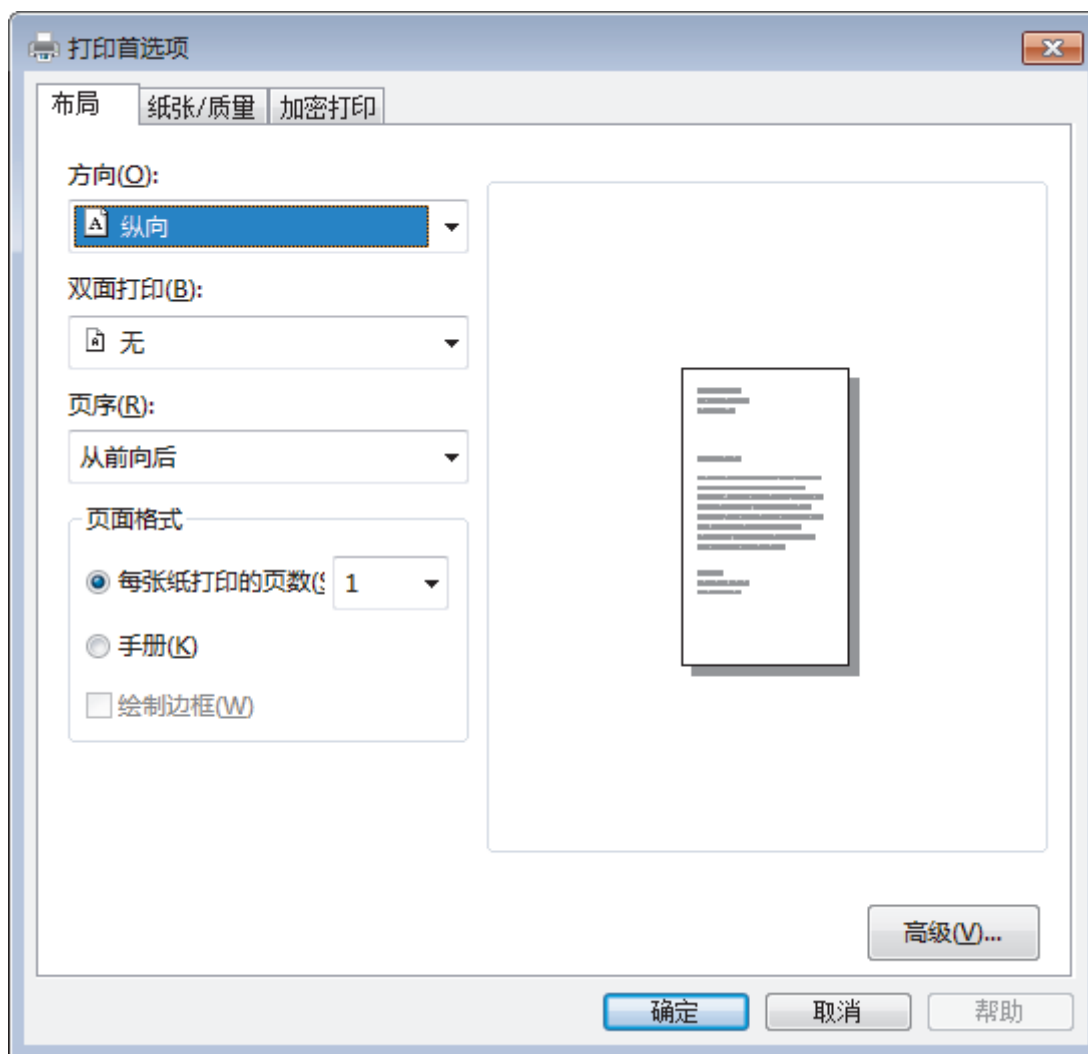 打印首选项
布局
纸张/质量
加密打印
方向(O):
纵向
双面打印(B):
无
页序(R):
从前向后
页面格式
每张纸打印的页数(
1
手册(K)
绘制边框(W)
高级(V)...
确定
取消
帮助